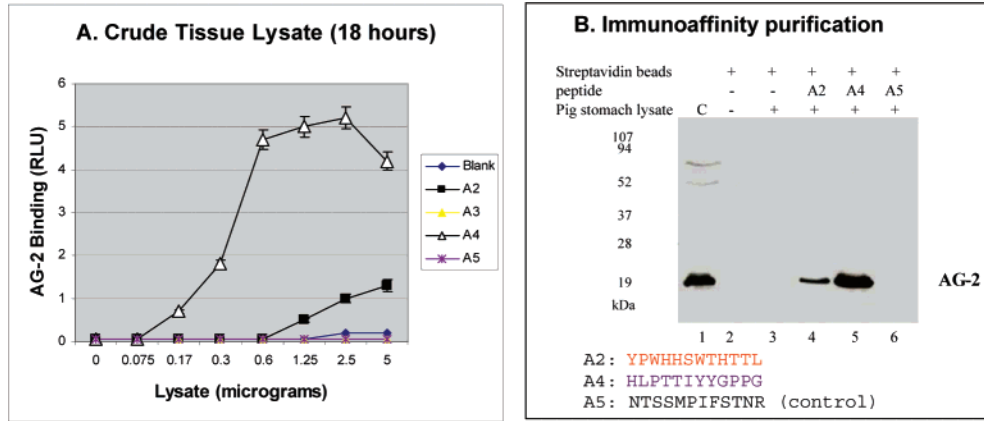 A. Crude Tissue Lysate (18 hours)
6
5
4
3
2
1
0
AG-2 Binding (RLU)
0 0.075 0.17 0.3 0.6 1.25 2.5 5
Lysate (micrograms)
Blank
A2
A3
A4
A5
B. Immunoaffinity purification
Streptavidin beads + + + + +
peptide - - A2 A4 A5
Pig stomach lysate C - + + + +
107
94
52
37
28
19
kDa
AG-2
1 2 3 4 5 6
A2: YPWHHSWTHTTL
A4: HLPTTIYYGPPG
A5: NTSSMPIFSTNR (control)